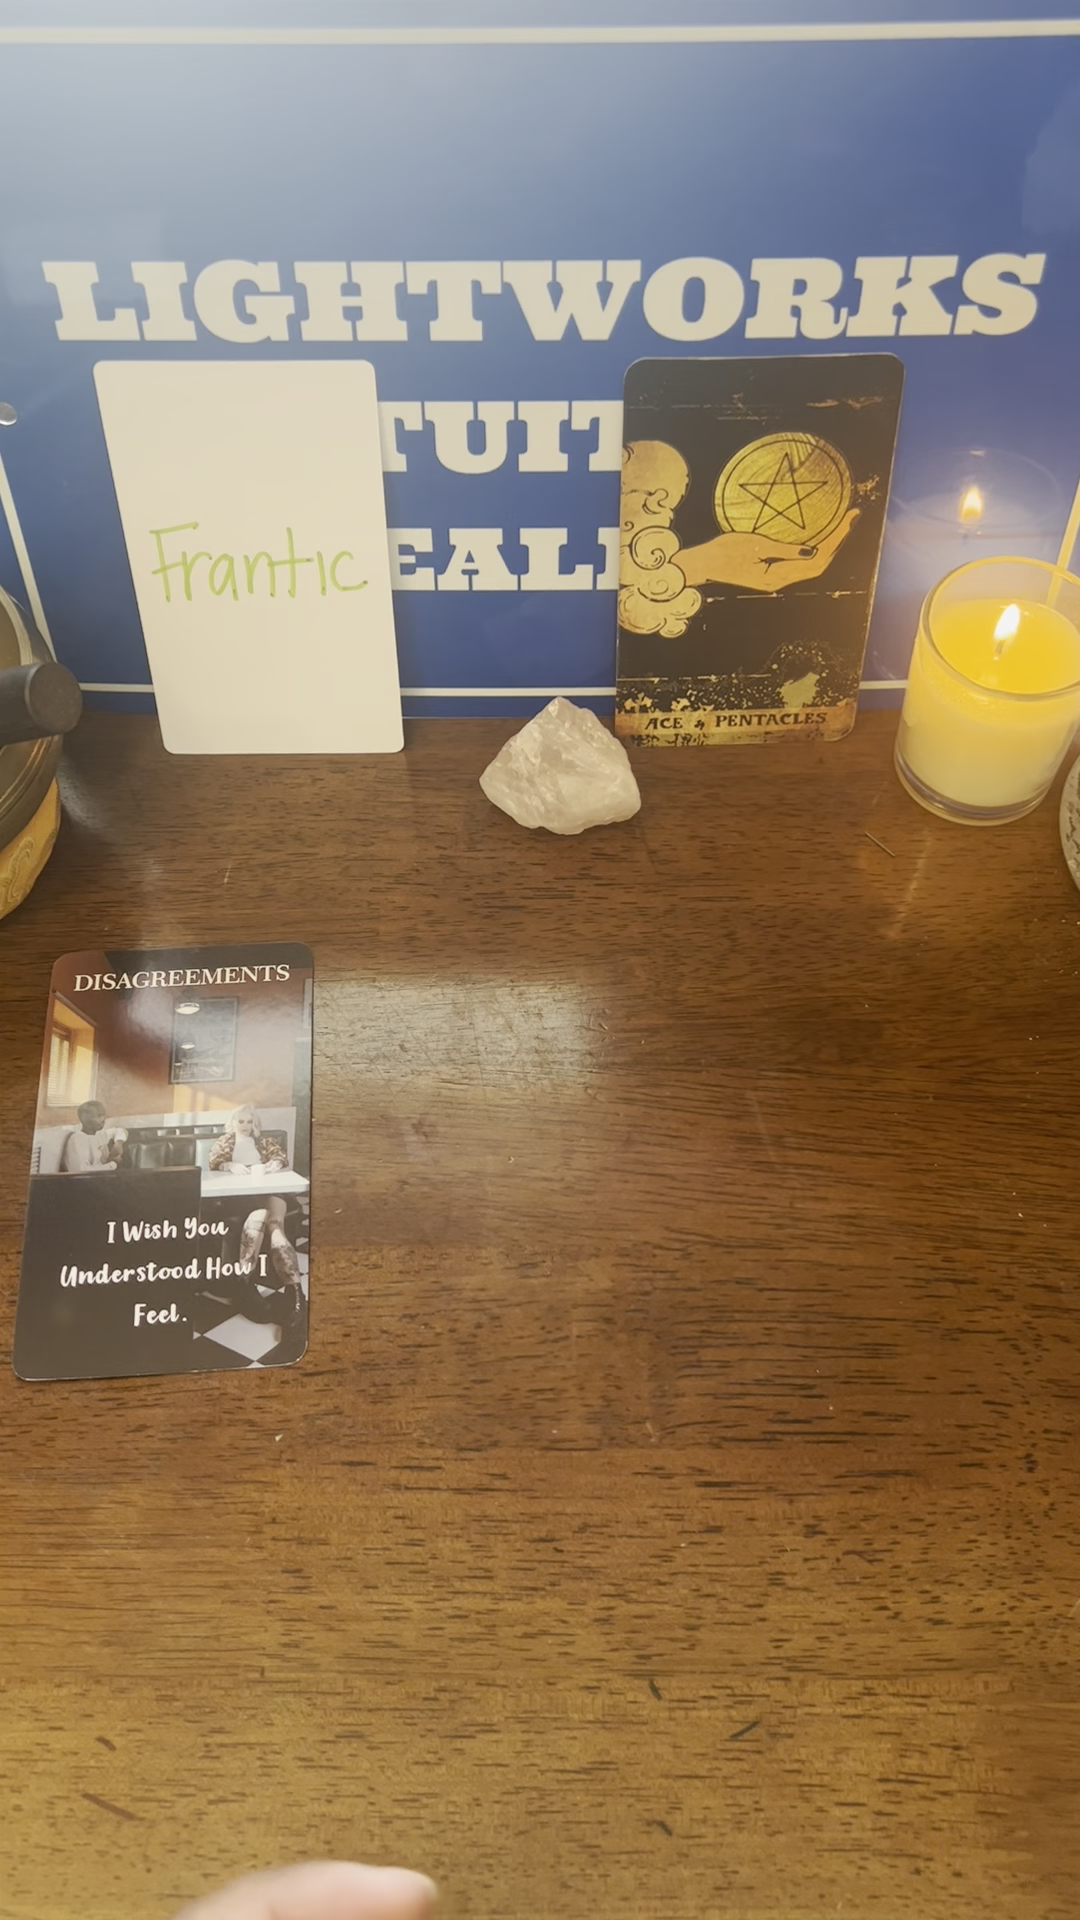 LIGHTWORKS
TUIT
EAL
Frantic
ACE of PENTACLES
DISAGREEMENTS
I Wish You
Understood How I
Feel.